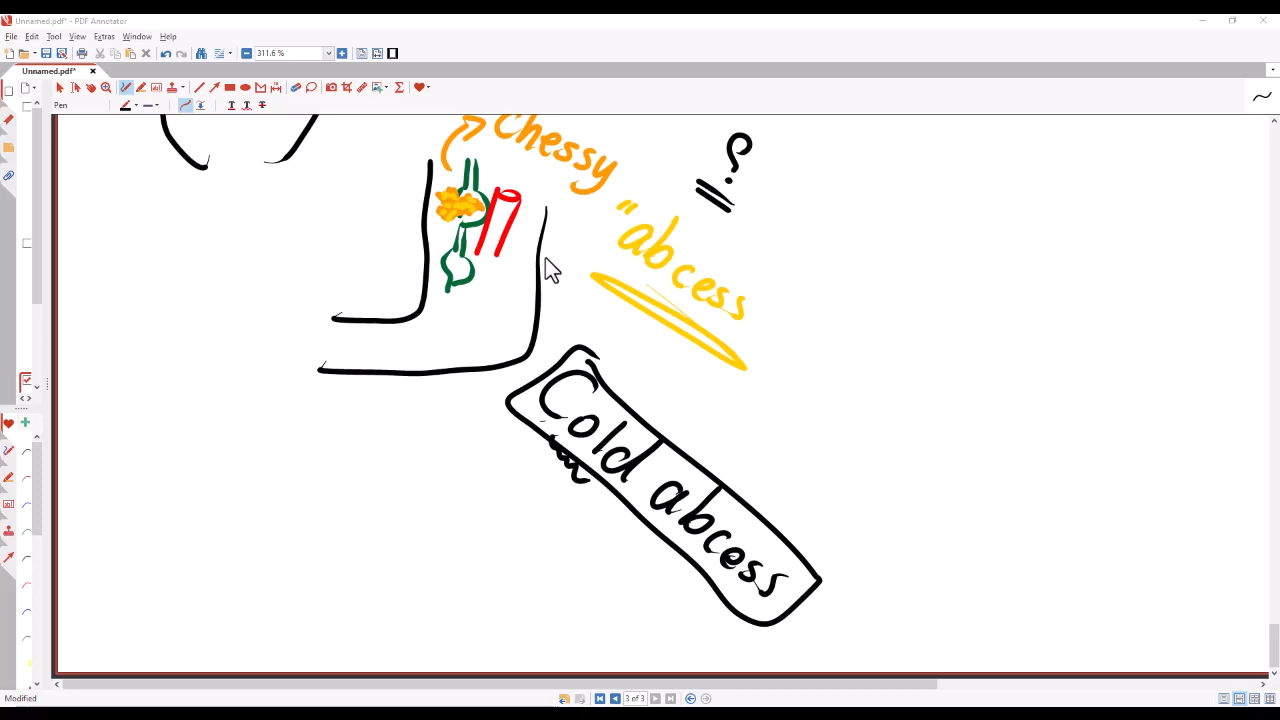 Unnamed.pdf* - PDF Annotator
File Edit Tool View Extras Window Help
311.6 %
Unnamed.pdf*
Pen
Chessy
?
"abcess
Cold abcess
Modified
3 of 3